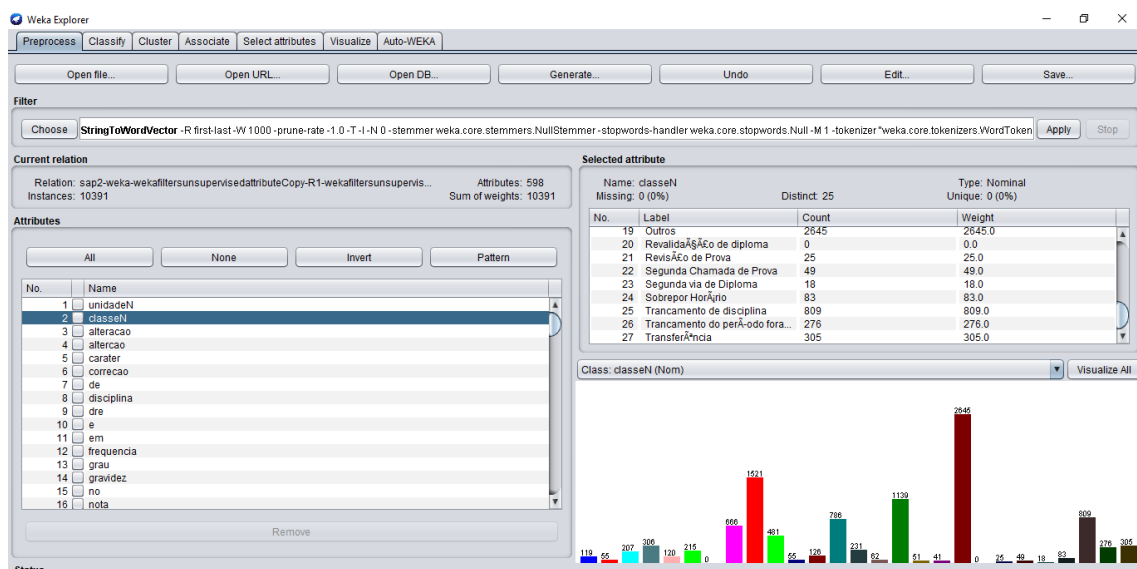 Weka Explorer
Preprocess Classify Cluster Associate Select attributes Visualize Auto-WEKA
Open file... Open URL... Open DB... Generate... Undo Edit... Save...
Filter
Choose StringToWordVector -R first-last -W 1000 -prune-rate -1.0 -T -I -N 0 -stemmer weka.core.stemmers.NullStemmer -stopwords-handler weka.core.stopwords.Null -M 1 -tokenizer "weka.core.tokenizers.WordToken Apply Stop
Current relation
Relation: sap2-weka-wekafiltersunsupervisedattributeCopy-R1-wekafiltersunsupervis... Attributes: 598
Instances: 10391 Sum of weights: 10391
Attributes
All None Invert Pattern
No. Name
1 unidadeN
2 classeN
3 alteracao
4 altercao
5 carater
6 correcao
7 de
8 disciplina
9 dre
10 e
11 em
12 frequencia
13 grau
14 gravidez
15 no
16 nota
Remove
Status
Selected attribute
Name: classeN Type: Nominal
Missing: 0 (0%) Distinct: 25 Unique: 0 (0%)
No. Label Count Weight
19 Outros 2645 2645.0
20 RevalidaÃ§Ã£o de diploma 0 0.0
21 RevisÃ£o de Prova 25 25.0
22 Segunda Chamada de Prova 49 49.0
23 Segunda via de Diploma 18 18.0
24 Sobrepor HorÃ¡rio 83 83.0
25 Trancamento de disciplina 809 809.0
26 Trancamento do perÃ­odo fora... 276 276.0
27 TransferÃªncia 305 305.0
Class: classeN (Nom) Visualize All
119 55 207 306 120 215 0 666 1521 481 55 126 786 231 62 1139 51 41 2645 0 25 49 18 83 809 276 305